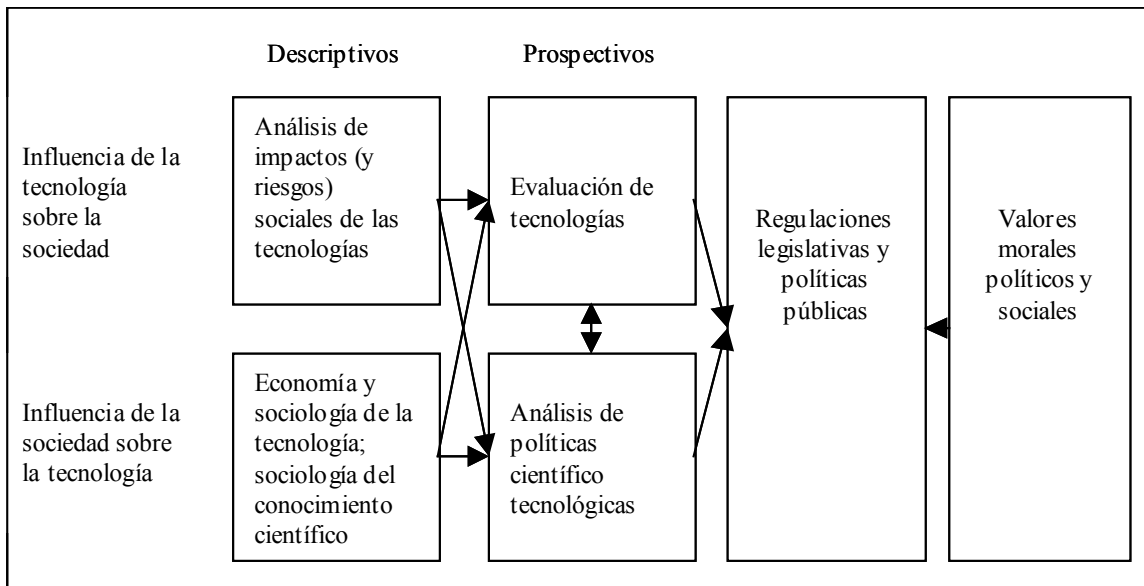 Descriptivos
Prospectivos
Influencia de la
tecnología
sobre la
sociedad
Análisis de
impactos (y
riesgos)
sociales de las
tecnologías
Evaluación de
tecnologías
Regulaciones
legislativas y
políticas
públicas
Valores
morales
políticos y
sociales
Influencia de la
sociedad sobre
la tecnología
Economía y
sociología de la
tecnología;
sociología del
conocimiento
científico
Análisis de
políticas
científico
tecnológicas